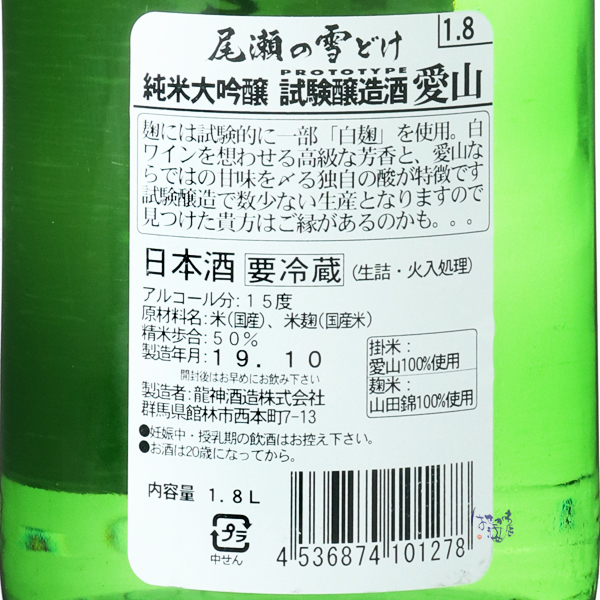 尾瀬の雪どけ
1.8
PROTOTYPE
純米大吟醸 試験醸造酒 愛山
麹には試験的に一部「白麹」を使用。白
ワインを想わせる高級な芳香と、愛山な
らではの甘味を〆る独自の酸が特徴です
試験醸造で数少ない生産となりますので
見つけた貴方はご縁があるのかも。。。
日本酒 要冷蔵 (生詰・火入処理)
アルコール分:15度
原材料名:米(国産)、米麹(国産米)
精米歩合:50%
製造年月:19.10
開封後はお早めにお飲み下さい
掛米:
愛山100%使用
麹米:
山田錦100%使用
製造者:龍神酒造株式会社
群馬県館林市西本町7-13
●妊娠中・授乳期の飲酒はお控え下さい。
●お酒は20歳になってから。
内容量 1.8L
プラ
中せん
4 536874 101278